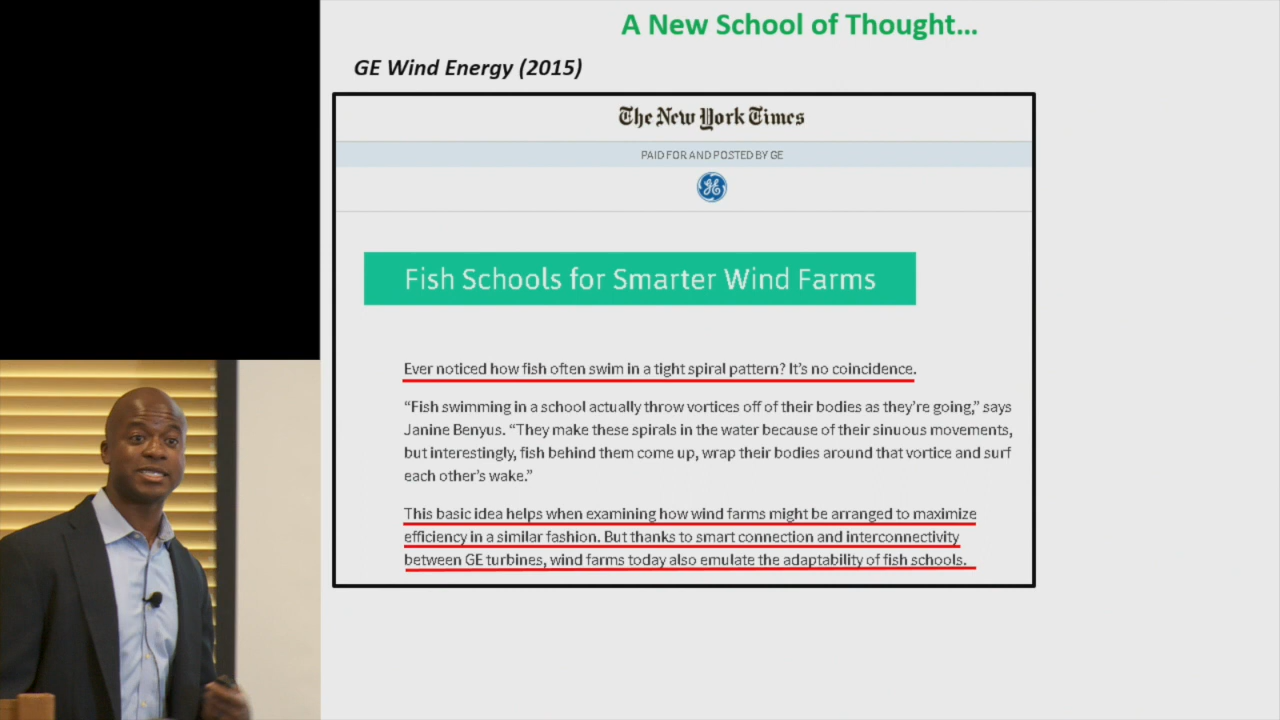 A New School of Thought...
GE Wind Energy (2015)
The New York Times
PAID FOR AND POSTED BY GE
GE
Fish Schools for Smarter Wind Farms
Ever noticed how fish often swim in a tight spiral pattern? It's no coincidence.
“Fish swimming in a school actually throw vortices off of their bodies as they're going,” says
Janine Benyus. “They make these spirals in the water because of their sinuous movements,
but interestingly, fish behind them come up, wrap their bodies around that vortice and surf
each other's wake.”
This basic idea helps when examining how wind farms might be arranged to maximize
efficiency in a similar fashion. But thanks to smart connection and interconnectivity
between GE turbines, wind farms today also emulate the adaptability of fish schools.